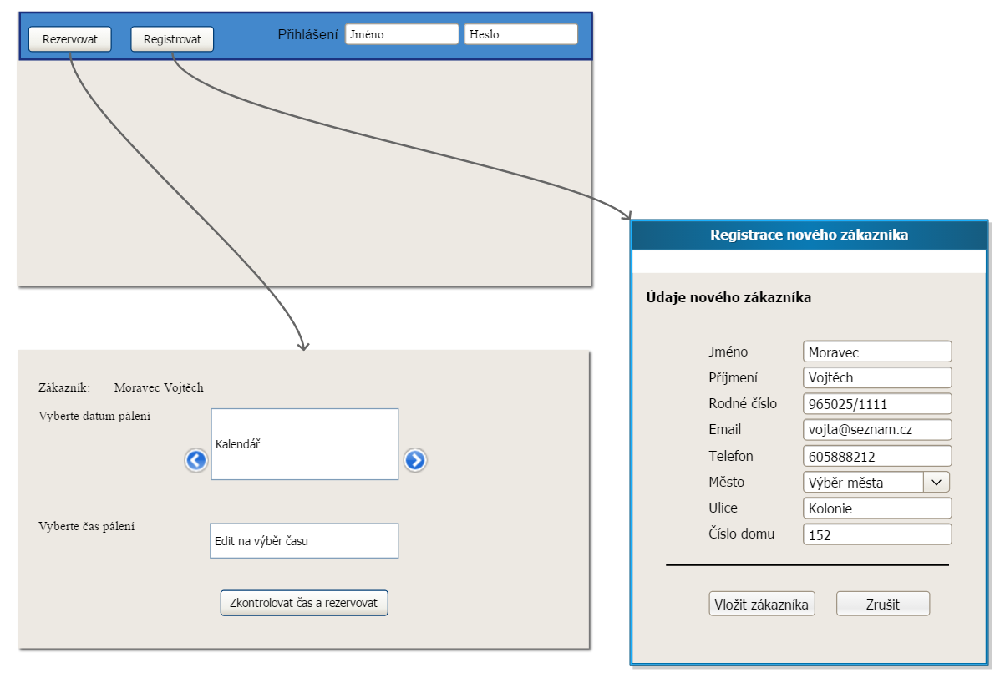 Rezervovat
Registrovat
Přihlášení
Jméno
Heslo
Registrace nového zákazníka
Údaje nového zákazníka
Jméno Moravec
Příjmení Vojtěch
Rodné číslo 965025/1111
Email vojta@seznam.cz
Telefon 605888212
Město Výběr města
Ulice Kolonie
Číslo domu 152
Vložit zákazníka
Zrušit
Zákazník: Moravec Vojtěch
Vyberte datum pálení
Kalendář
Vyberte čas pálení
Edit na výběr času
Zkontrolovat čas a rezervovat